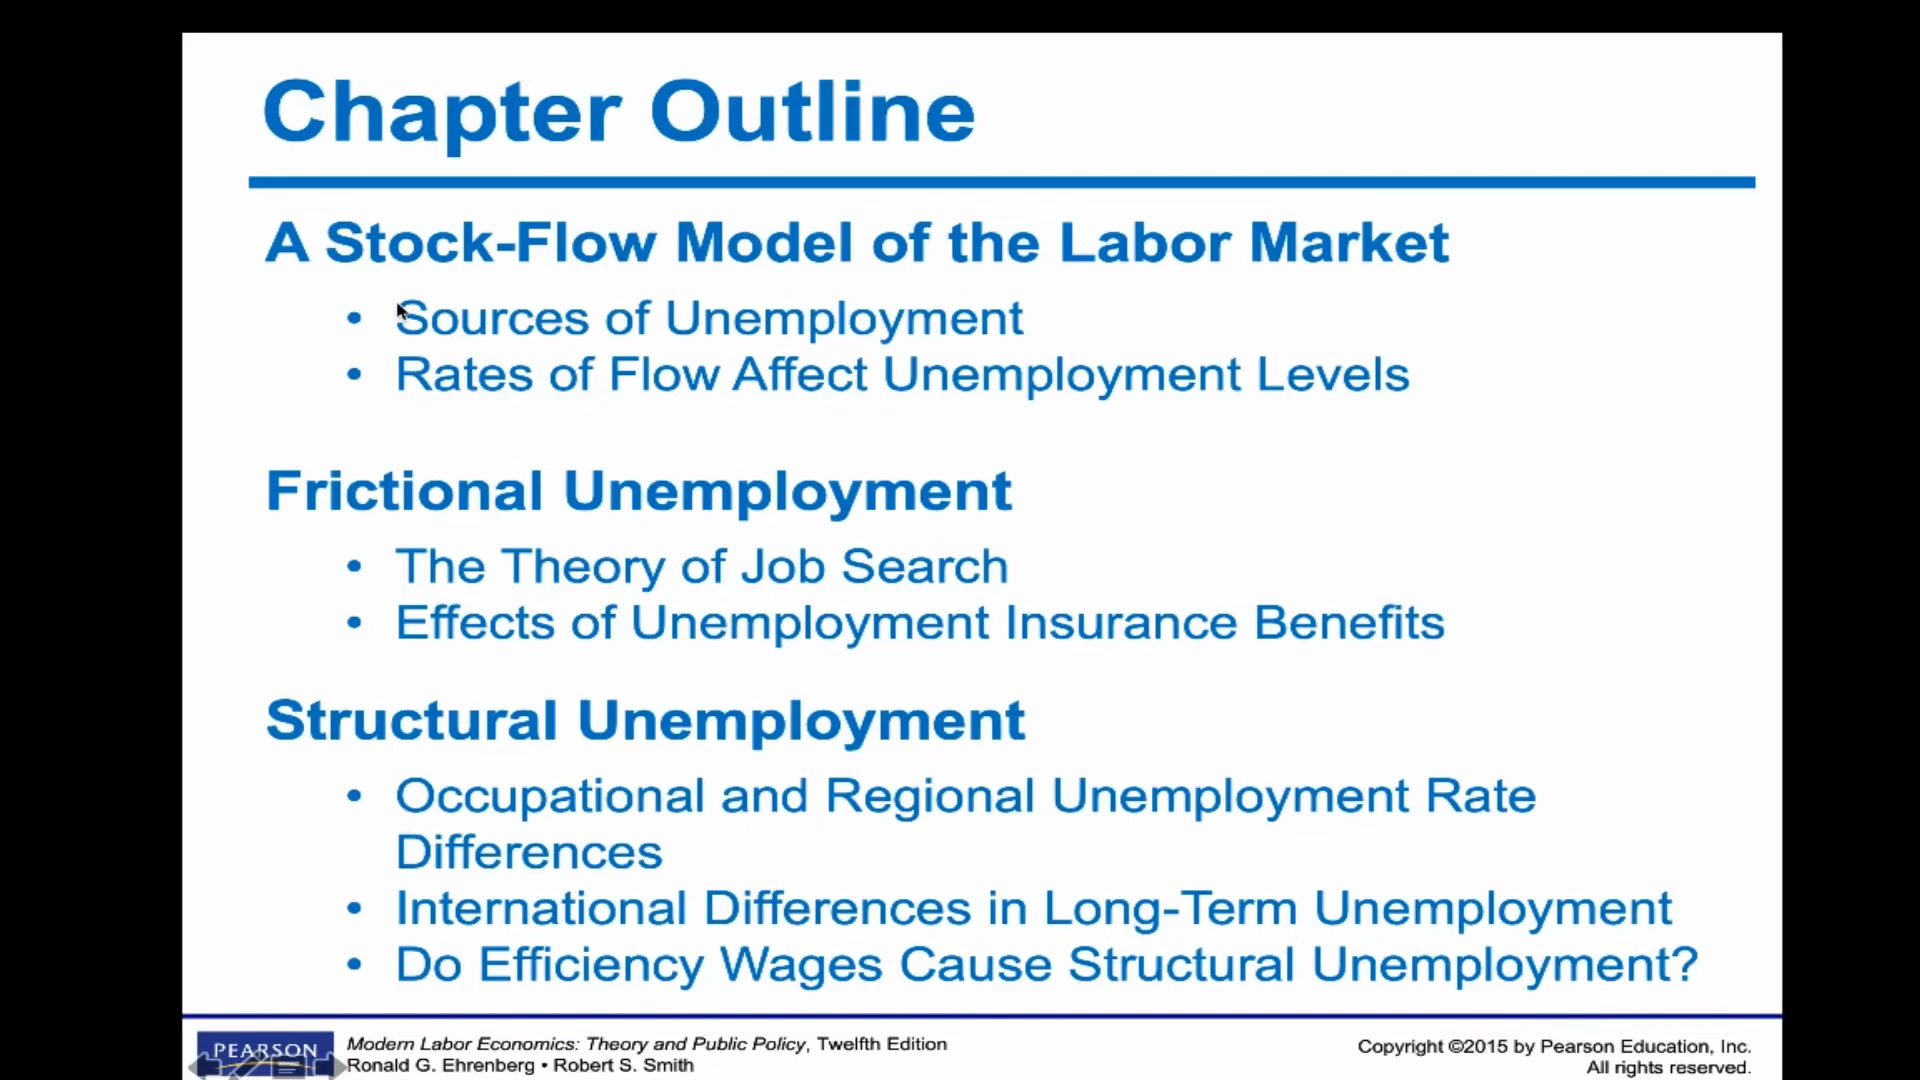 Chapter Outline
A Stock-Flow Model of the Labor Market
• Sources of Unemployment
• Rates of Flow Affect Unemployment Levels
Frictional Unemployment
• The Theory of Job Search
• Effects of Unemployment Insurance Benefits
Structural Unemployment
• Occupational and Regional Unemployment Rate
Differences
• International Differences in Long-Term Unemployment
• Do Efficiency Wages Cause Structural Unemployment?
PEARSON
Modern Labor Economics: Theory and Public Policy, Twelfth Edition
Ronald G. Ehrenberg • Robert S. Smith
Copyright ©2015 by Pearson Education, Inc.
All rights reserved.